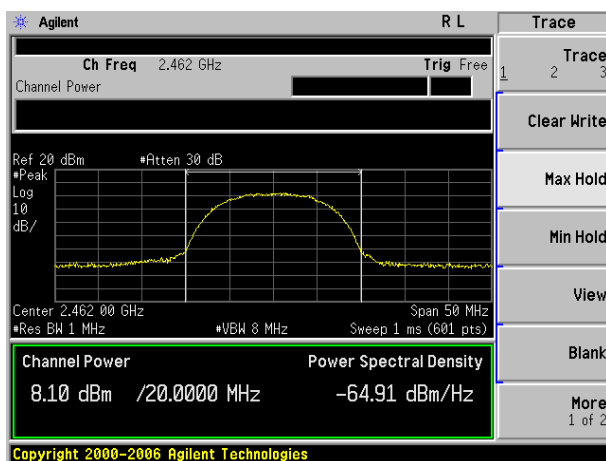 Agilent R L Trace
Ch Freq 2.462 GHz Trig Free
Channel Power
Trace
1 2 3
Clear Write
Ref 20 dBm #Atten 30 dB
#Peak
Log
10
dB/
Max Hold
Min Hold
Center 2.462 00 GHz Span 50 MHz
#Res BW 1 MHz #VBW 8 MHz Sweep 1 ms (601 pts)
View
Channel Power Power Spectral Density
8.10 dBm /20.0000 MHz -64.91 dBm/Hz
Blank
More
1 of 2
Copyright 2000-2006 Agilent Technologies